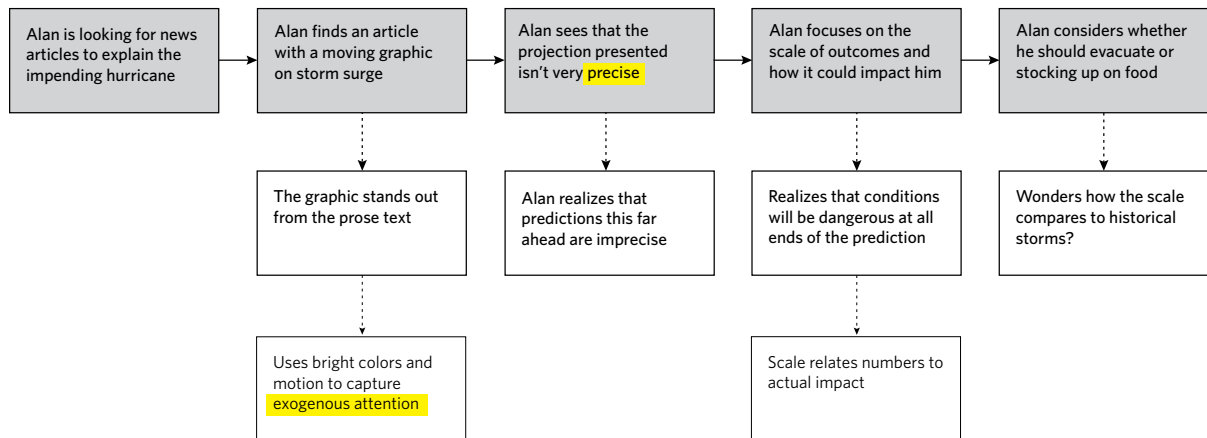 Alan is looking for news
articles to explain the
impending hurricane
Alan finds an article
with a moving graphic
on storm surge
Alan sees that the
projection presented
isn't very precise
Alan focuses on the
scale of outcomes and
how it could impact him
Alan considers whether
he should evacuate or
stocking up on food
The graphic stands out
from the prose text
Alan realizes that
predictions this far
ahead are imprecise
Realizes that conditions
will be dangerous at all
ends of the prediction
Wonders how the scale
compares to historical
storms?
Uses bright colors and
motion to capture
exogenous attention
Scale relates numbers to
actual impact